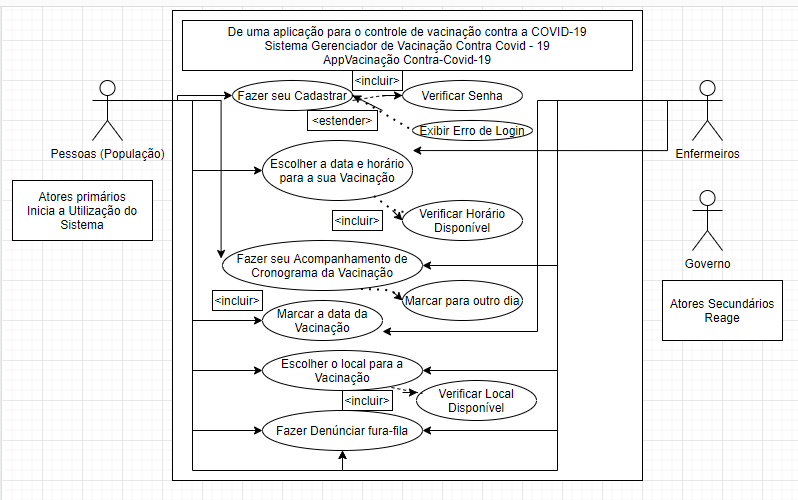 De uma aplicação para o controle de vacinação contra a COVID-19
Sistema Gerenciador de Vacinação Contra Covid - 19
AppVacinação Contra-Covid-19
<incluir>
Fazer seu Cadastrar
Verificar Senha
<estender>
Exibir Erro de Login
Pessoas (População)
Enfermeiros
Escolher a data e horário
para a sua Vacinação
Atores primários
Inicia a Utilização do
Sistema
<incluir>
Verificar Horário
Disponível
Governo
Fazer seu Acompanhamento de
Cronograma da Vacinação
<incluir>
Marcar para outro dia
Atores Secundários
Reage
Marcar a data da
Vacinação
Escolher o local para a
Vacinação
<incluir>
Verificar Local
Disponível
Fazer Denúnciar fura-fila